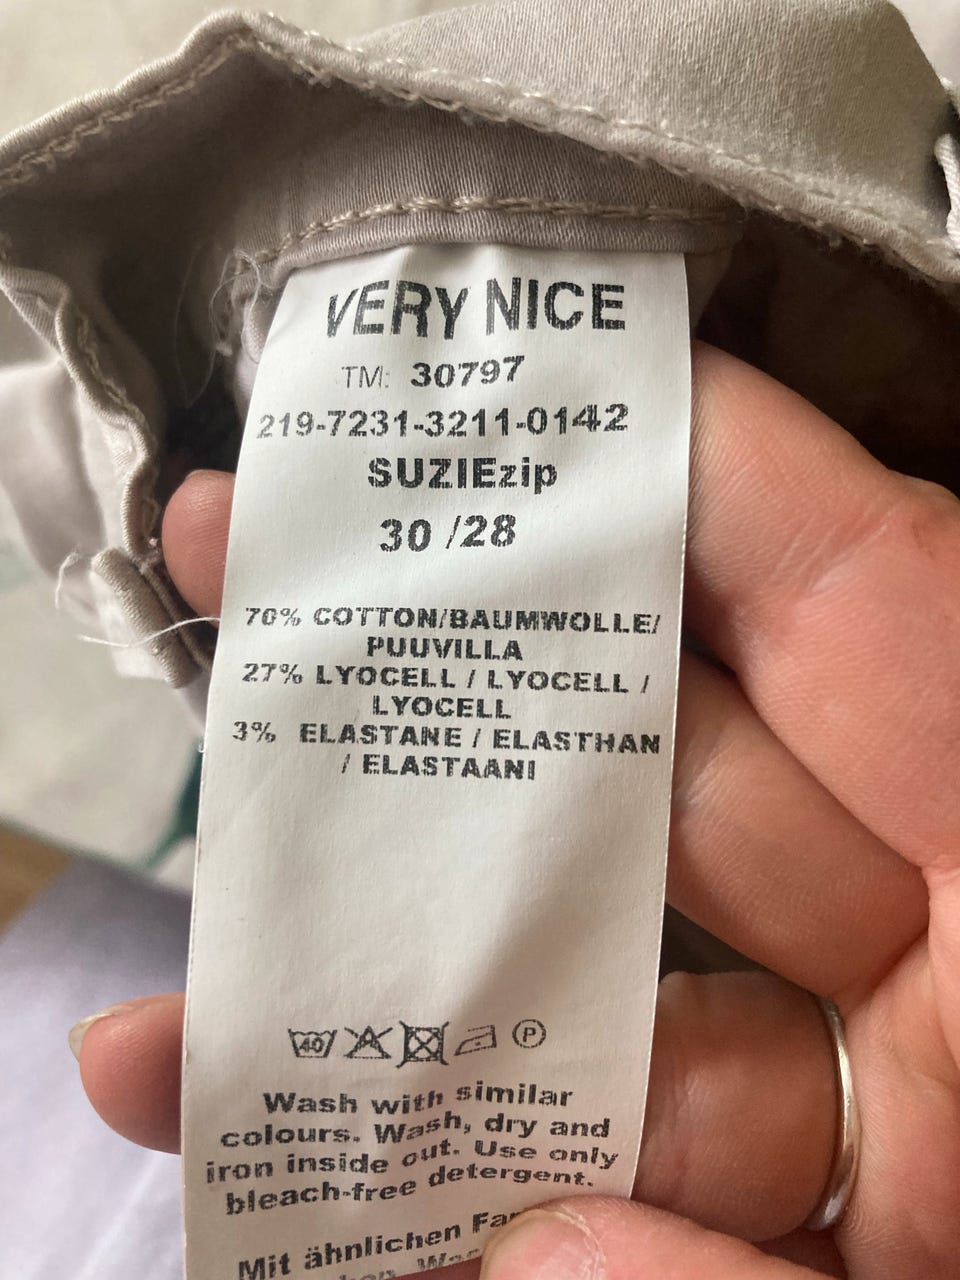 VERY NICE
TM: 30797
219-7231-3211-0142
SUZIEzip
30 /28
70% COTTON/BAUMWOLLE/
PUUVILLA
27% LYOCELL / LYOCELL /
LYOCELL
3% ELASTANE / ELASTHAN
/ ELASTAANI
40 P
Wash with similar
colours. Wash, dry and
iron inside out. Use only
bleach-free detergent.
Mit ähnlichen